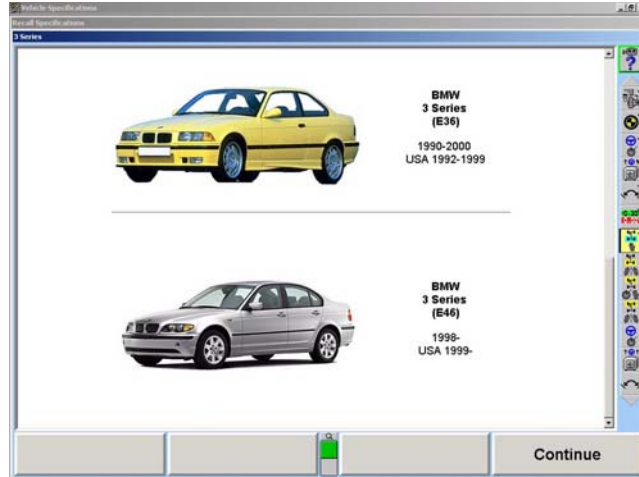 Vehicle Specifications
Recall Specifications
3 Series
BMW
3 Series
(E36)
1990-2000
USA 1992-1999
BMW
3 Series
(E46)
1998-
USA 1999-
Continue